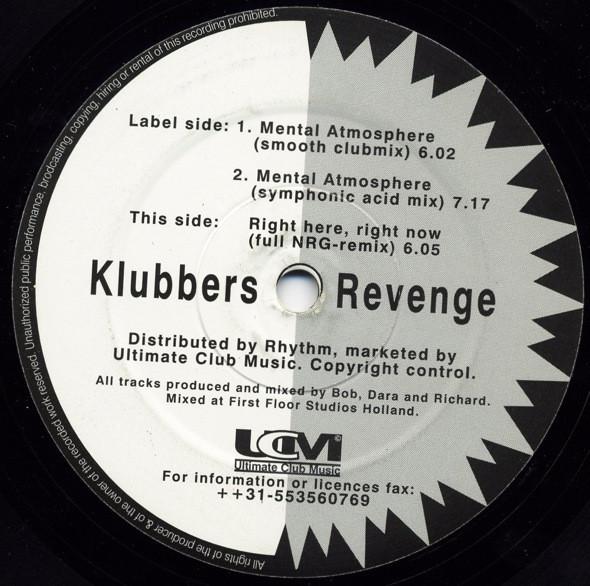 Label side: 1. Mental Atmosphere
(smooth clubmix) 6.02
2. Mental Atmosphere
(symphonic acid mix) 7.17
This side: Right here, right now
(full NRG-remix) 6.05
Klubbers Revenge
Distributed by Rhythm, marketed by
Ultimate Club Music. Copyright control.
All tracks produced and mixed by Bob, Dara and Richard.
Mixed at First Floor Studios Holland.
UCM©
Ultimate Club Music
For information or licences fax:
++31-553560769
All rights of the producer & of the owner of the recorded work reserved. Unauthorized public performance, brodcasting, copying, hiring or rental of this recording prohibited.